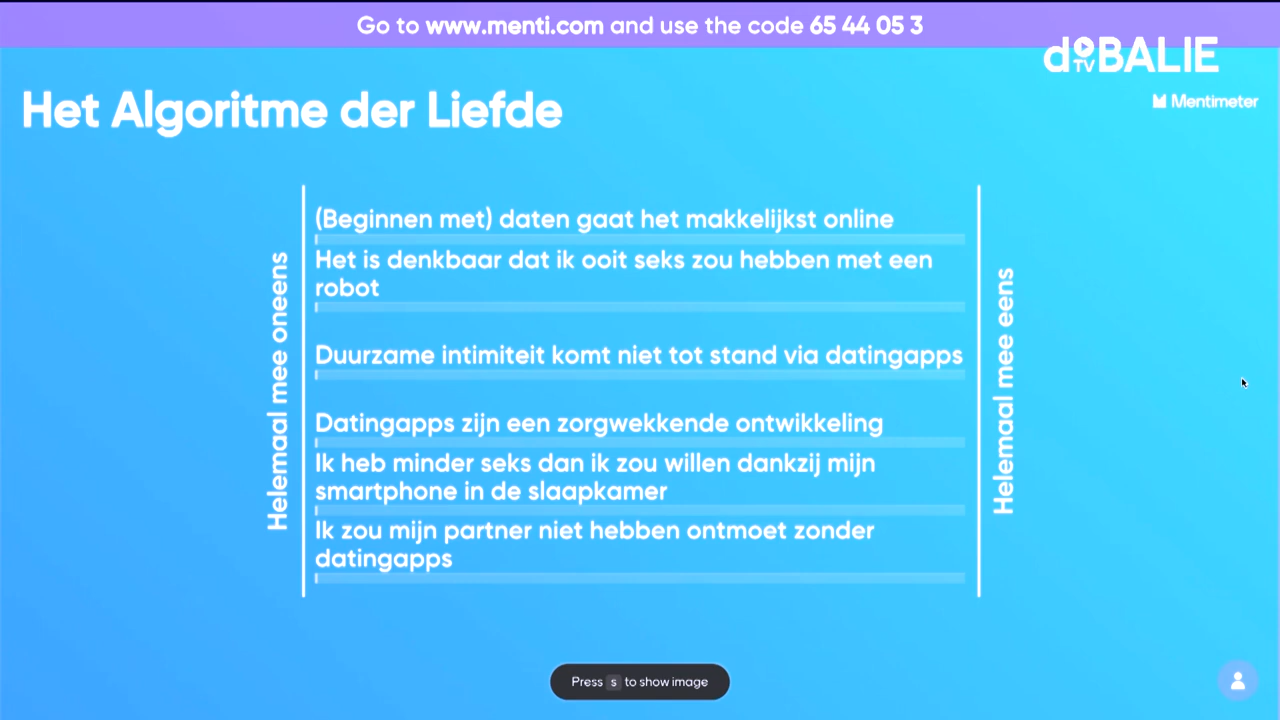 Go to www.menti.com and use the code 65 44 05 3
deBALIE
TV
Mentimeter
Het Algoritme der Liefde
Helemaal mee oneens
(Beginnen met) daten gaat het makkelijkst online
Het is denkbaar dat ik ooit seks zou hebben met een
robot
Duurzame intimiteit komt niet tot stand via datingapps
Datingapps zijn een zorgwekkende ontwikkeling
Ik heb minder seks dan ik zou willen dankzij mijn
smartphone in de slaapkamer
Ik zou mijn partner niet hebben ontmoet zonder
datingapps
Helemaal mee eens
Press s to show image